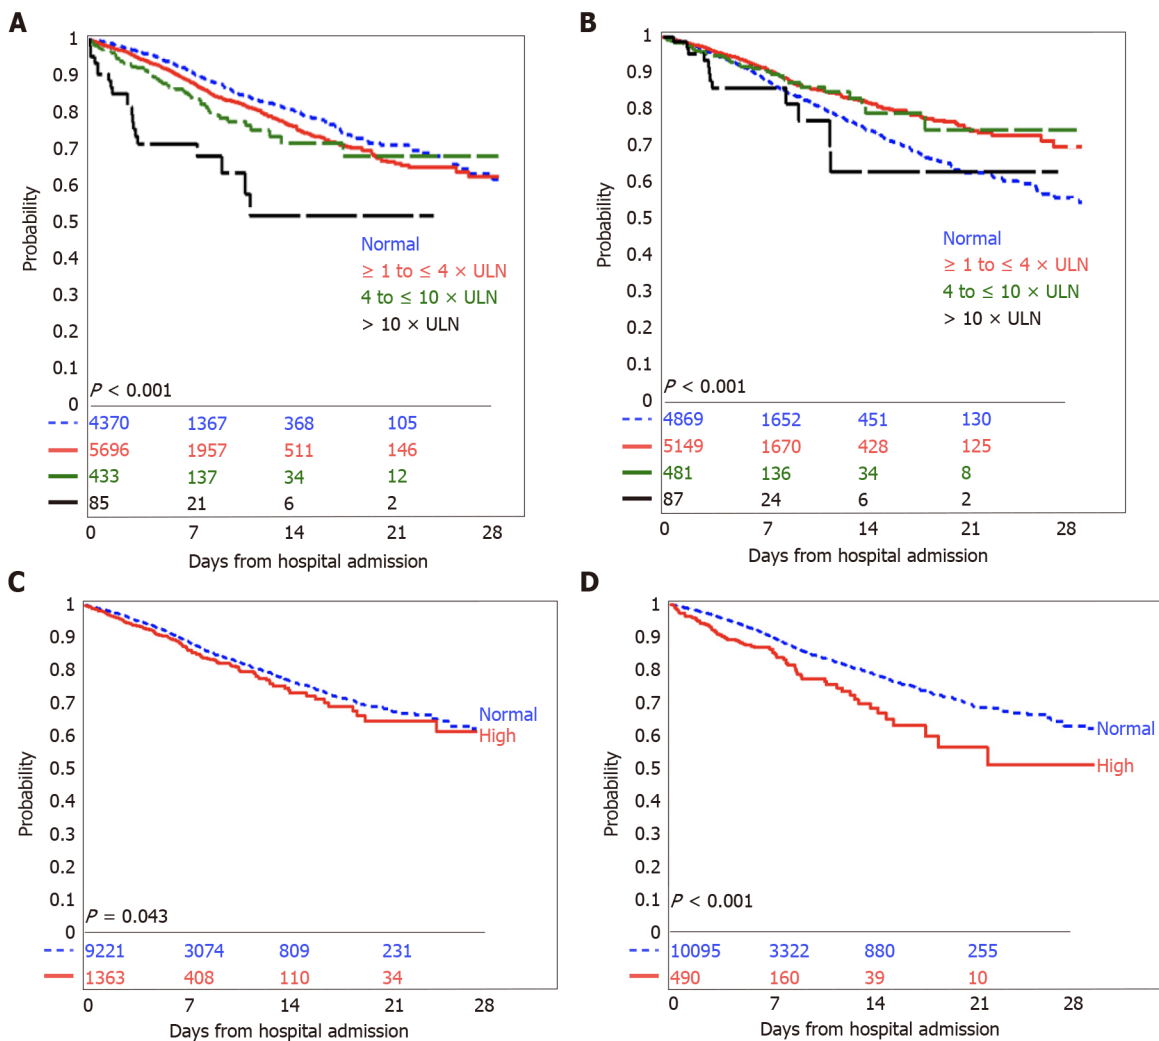 A
1
0.9
0.8
0.7
0.6
0.5
0.4
0.3
0.2
0.1
0
Probability
Normal
≥ 1 to ≤ 4 × ULN
4 to ≤ 10 × ULN
> 10 × ULN
P < 0.001
4370 1367 368 105
5696 1957 511 146
433 137 34 12
85 21 6 2
0 7 14 21 28
Days from hospital admission
B
1
0.9
0.8
0.7
0.6
0.5
0.4
0.3
0.2
0.1
0
Probability
Normal
≥ 1 to ≤ 4 × ULN
4 to ≤ 10 × ULN
> 10 × ULN
P < 0.001
4869 1652 451 130
5149 1670 428 125
481 136 34 8
87 24 6 2
0 7 14 21 28
Days from hospital admission
C
1
0.9
0.8
0.7
0.6
0.5
0.4
0.3
0.2
0.1
0
Probability
Normal
High
P = 0.043
9221 3074 809 231
1363 408 110 34
0 7 14 21 28
Days from hospital admission
D
1
0.9
0.8
0.7
0.6
0.5
0.4
0.3
0.2
0.1
0
Probability
Normal
High
P < 0.001
10095 3322 880 255
490 160 39 10
0 7 14 21 28
Days from hospital admission